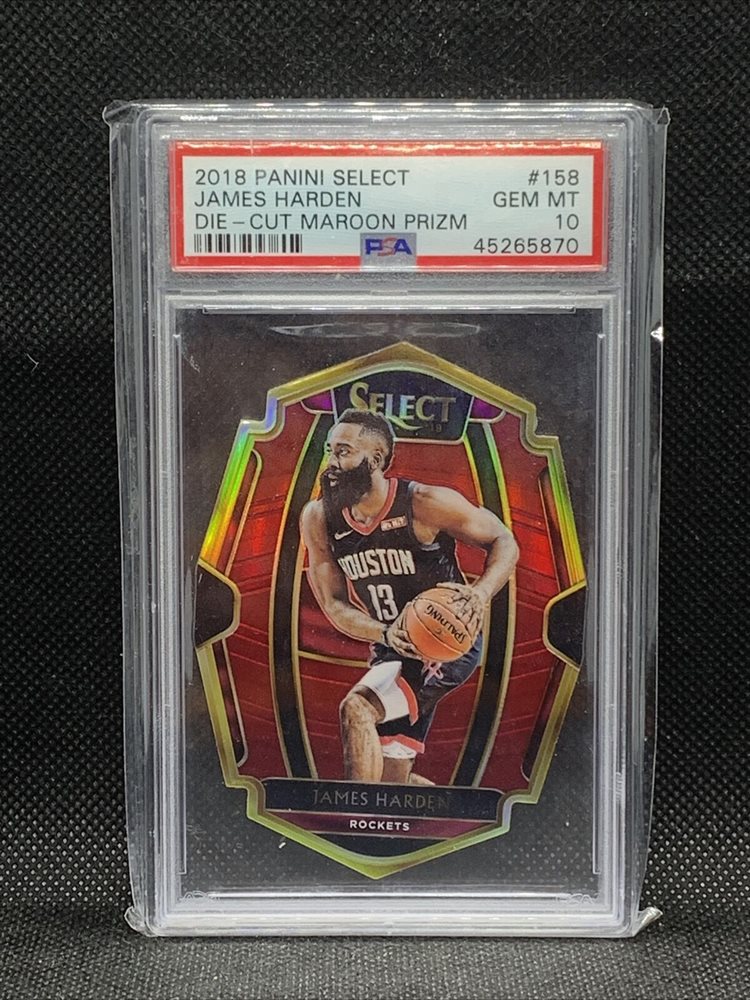 2018 PANINI SELECT #158
JAMES HARDEN GEM MT
DIE-CUT MAROON PRIZM 10
PSA 45265870
SELECT
HOUSTON
13
SPALDING
JAMES HARDEN
ROCKETS